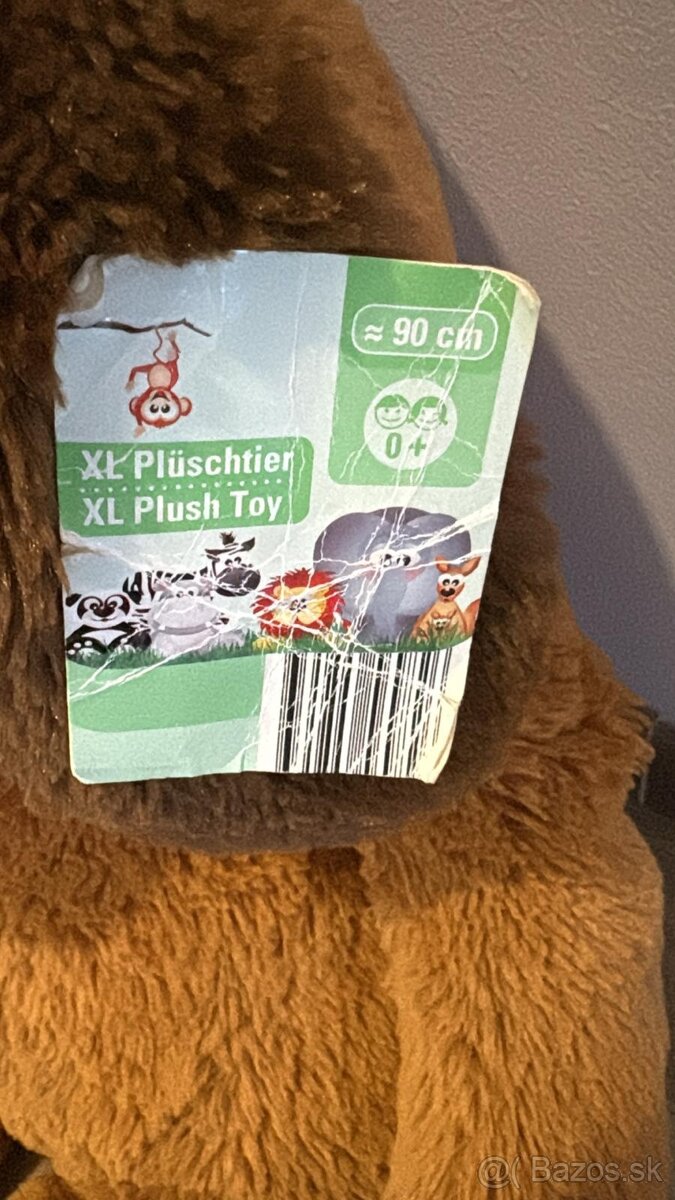 ≈ 90 cm
0+
XL Plüschtier
XL Plush Toy
@( Bazos.sk